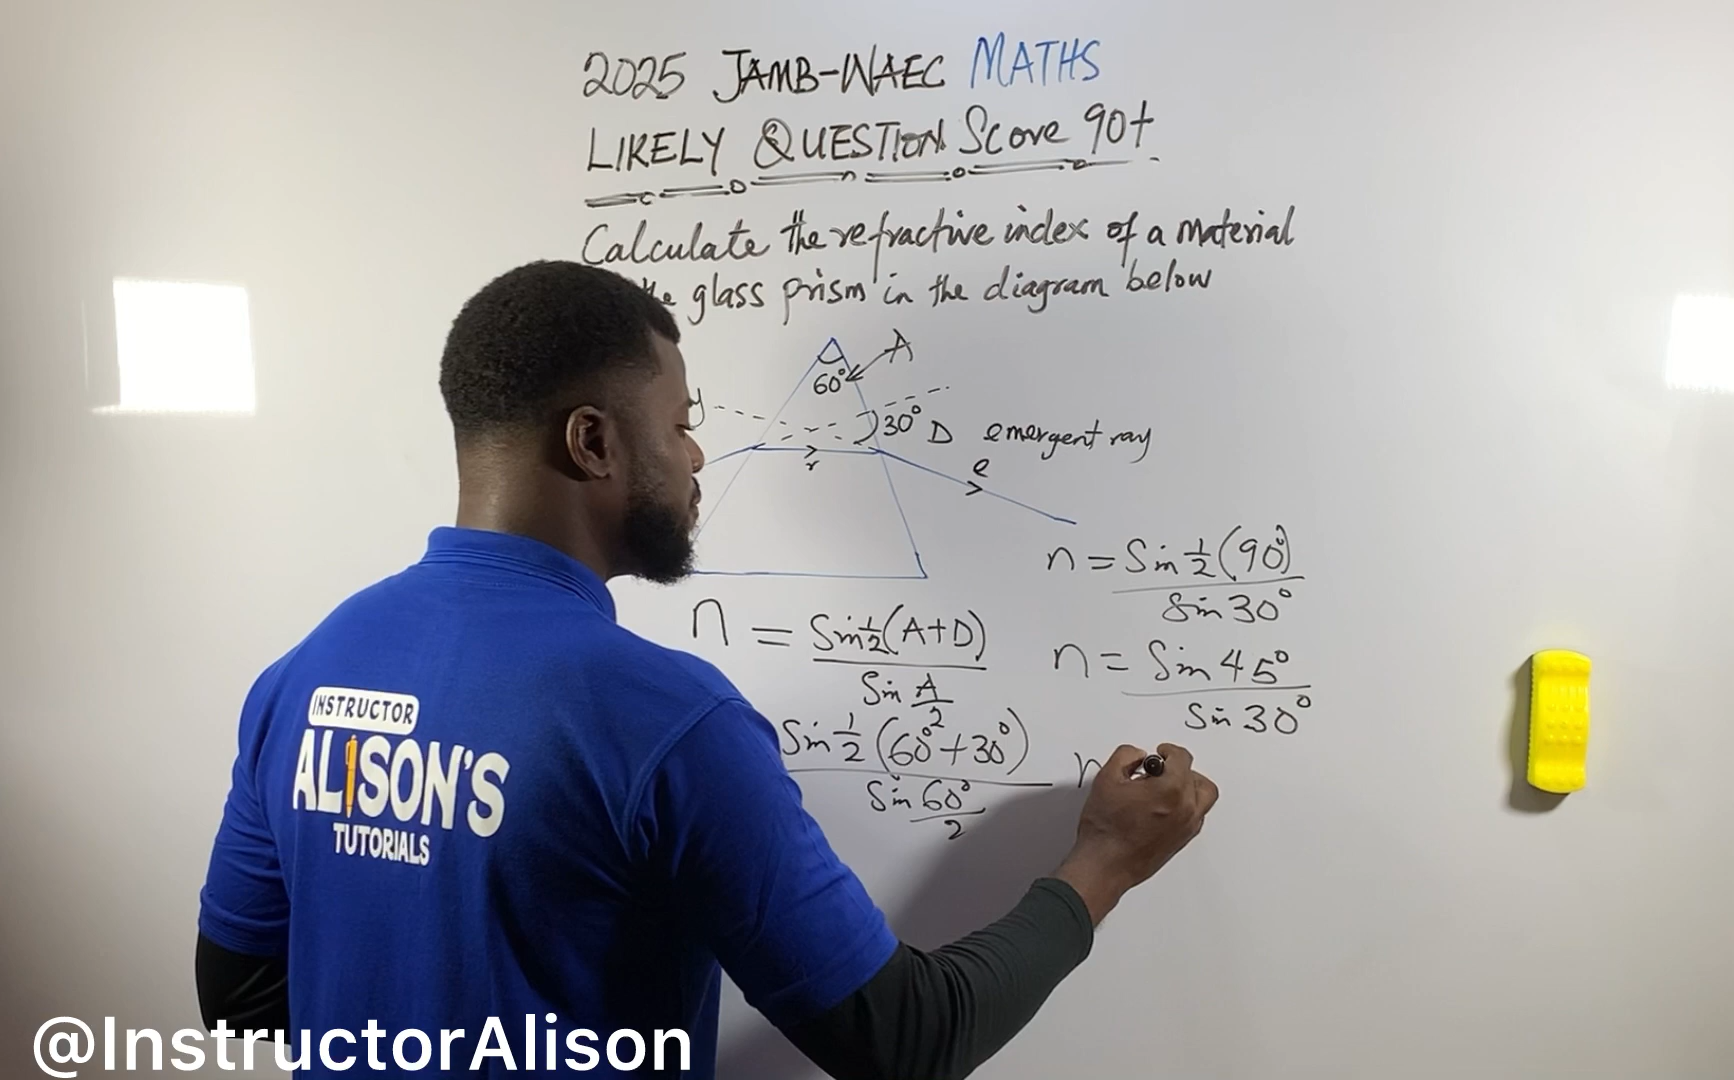 2025 JAMB-WAEC MATHS
LIKELY QUESTION Score 90+
Calculate the refractive index of a material
the glass prism in the diagram below
A
60°
30° D emergent ray
e
r
n = Sin 1/2 (90°)
Sin 30°
n = Sin 1/2 (A+D)
Sin A/2
n = Sin 45°
Sin 30°
Sin 1/2 (60° + 30°)
Sin 60°/2
n
INSTRUCTOR
ALISON'S
TUTORIALS
@InstructorAlison